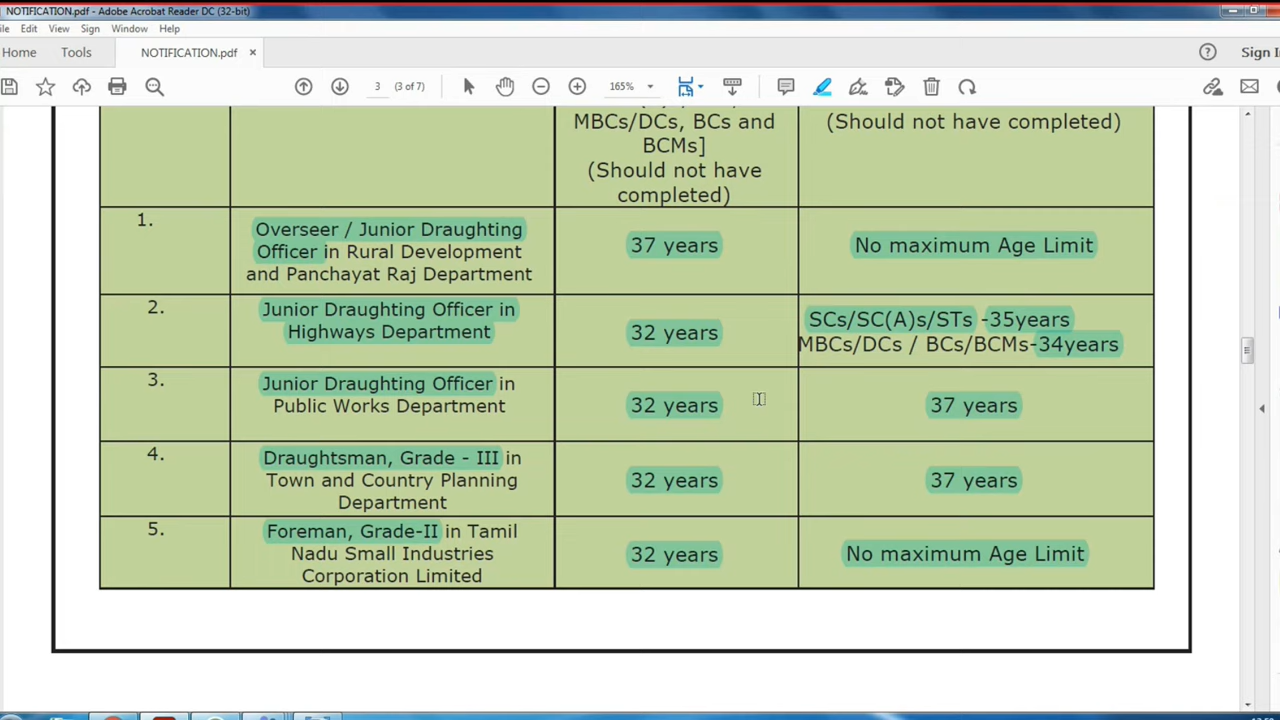 NOTIFICATION.pdf - Adobe Acrobat Reader DC (32-bit)
Edit View Sign Window Help
Home Tools NOTIFICATION.pdf × Sign
3 (3 of 7) 165%
MBCs/DCs, BCs and
BCMs]
(Should not have
completed)
(Should not have completed)
1. Overseer / Junior Draughting
Officer in Rural Development
and Panchayat Raj Department
37 years
No maximum Age Limit
2. Junior Draughting Officer in
Highways Department
32 years
SCs/SC(A)s/STs -35years
MBCs/DCs / BCs/BCMs-34years
3. Junior Draughting Officer in
Public Works Department
32 years
37 years
4. Draughtsman, Grade - III in
Town and Country Planning
Department
32 years
37 years
5. Foreman, Grade-II in Tamil
Nadu Small Industries
Corporation Limited
32 years
No maximum Age Limit